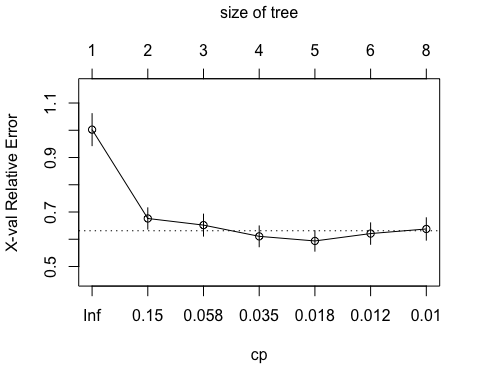 size of tree
1 2 3 4 5 6 8
X-val Relative Error
1.1
0.9
0.7
0.5
Inf 0.15 0.058 0.035 0.018 0.012 0.01
cp